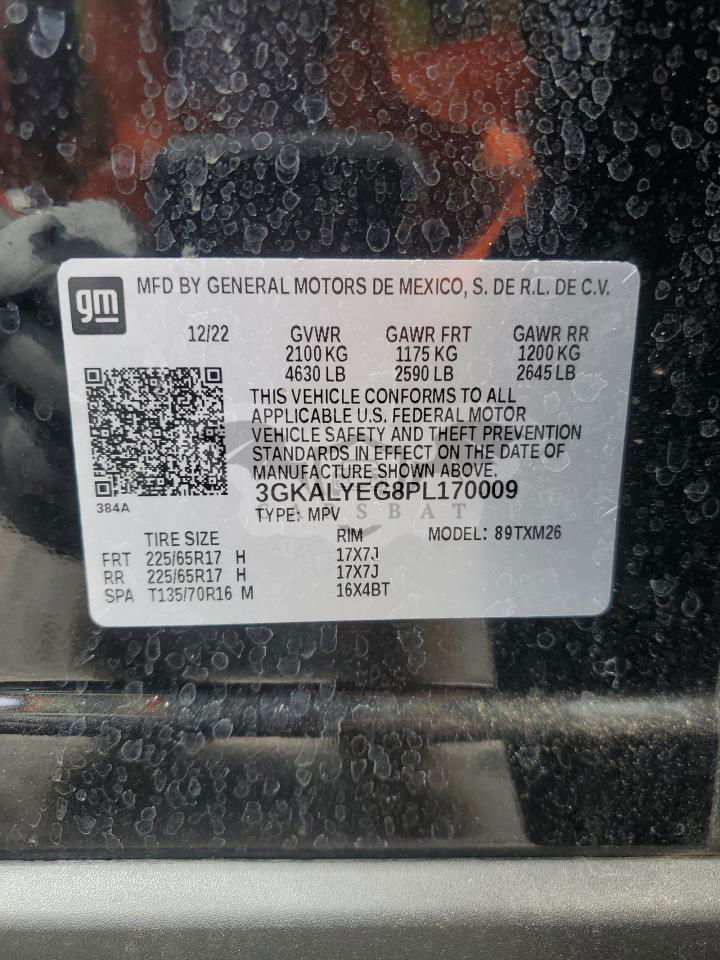 gm
MFD BY GENERAL MOTORS DE MEXICO, S. DE R.L. DE C.V.
12/22 GVWR GAWR FRT GAWR RR
2100 KG 1175 KG 1200 KG
4630 LB 2590 LB 2645 LB
THIS VEHICLE CONFORMS TO ALL
APPLICABLE U.S. FEDERAL MOTOR
VEHICLE SAFETY AND THEFT PREVENTION
STANDARDS IN EFFECT ON THE DATE OF
MANUFACTURE SHOWN ABOVE.
3GKALYEG8PL170009
384A
TYPE: MPV
TIRE SIZE RIM MODEL: 89TXM26
FRT 225/65R17 H 17X7J
RR 225/65R17 H 17X7J
SPA T135/70R16 M 16X4BT